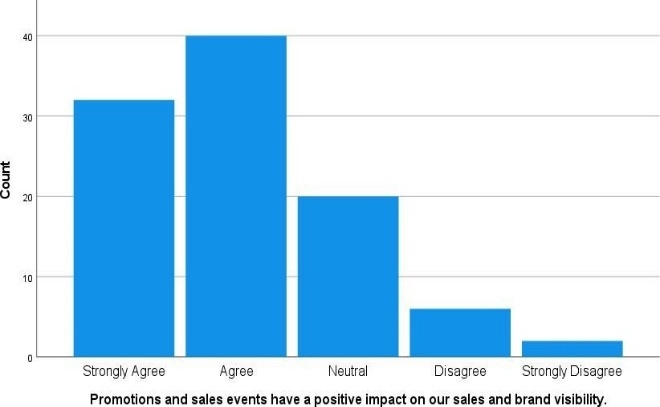 40
30
20
10
0
Count
Strongly Agree Agree Neutral Disagree Strongly Disagree
Promotions and sales events have a positive impact on our sales and brand visibility.